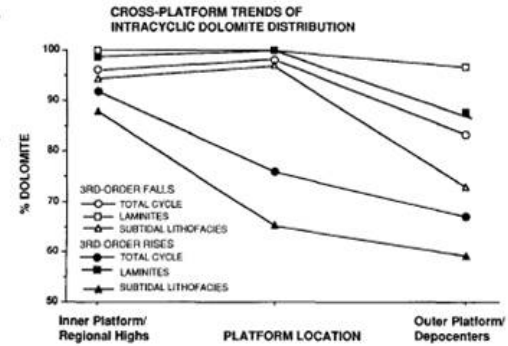 CROSS-PLATFORM TRENDS OF
INTRACYCLIC DOLOMITE DISTRIBUTION
100
90
80
70
60
50
% DOLOMITE
3RD-ORDER FALLS
TOTAL CYCLE
LAMINITES
SUBTIDAL LITHOFACIES
3RD-ORDER RISES
TOTAL CYCLE
LAMINITES
SUBTIDAL LITHOFACIES
Inner Platform/
Regional Highs
PLATFORM LOCATION
Outer Platform/
Depocenters